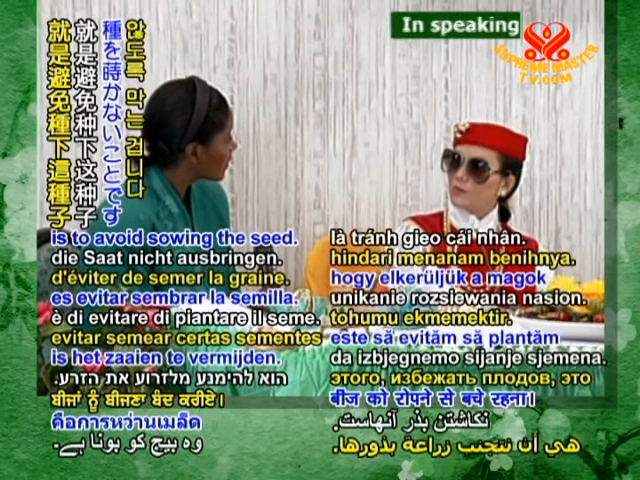 In speaking
SUPREME MASTER
TV.COM
않도록 막는 겁니다
種を蒔かないことです
就是避免种下这种子
就是避免種下這種子
is to avoid sowing the seed.
die Saat nicht ausbringen.
d'éviter de semer la graine.
es evitar sembrar la semilla.
è di evitare di piantare il seme.
evitar semear certas sementes
is het zaaien te vermijden.
הוא להימנע מלזרוע את הזרע.
ਬੀਜਾਂ ਨੂੰ ਬੀਜਣਾ ਬੰਦ ਕਰੀਏ।
คือการหว่านเมล็ด
وہ بیج کو بونا ہے۔
là tránh gieo cái nhân.
hindari menanam benihnya.
hogy elkerüljük a magok
unikanie rozsiewania nasion.
tohumu ekmemektir.
este să evităm să plantăm
da izbjegnemo sijanje sjemena.
этого, избежать плодов, это
बीज को रोपने से बचे रहना।
نکاشتن بذر آنهاست.
هي أن نتجنب زراعة بذورها.